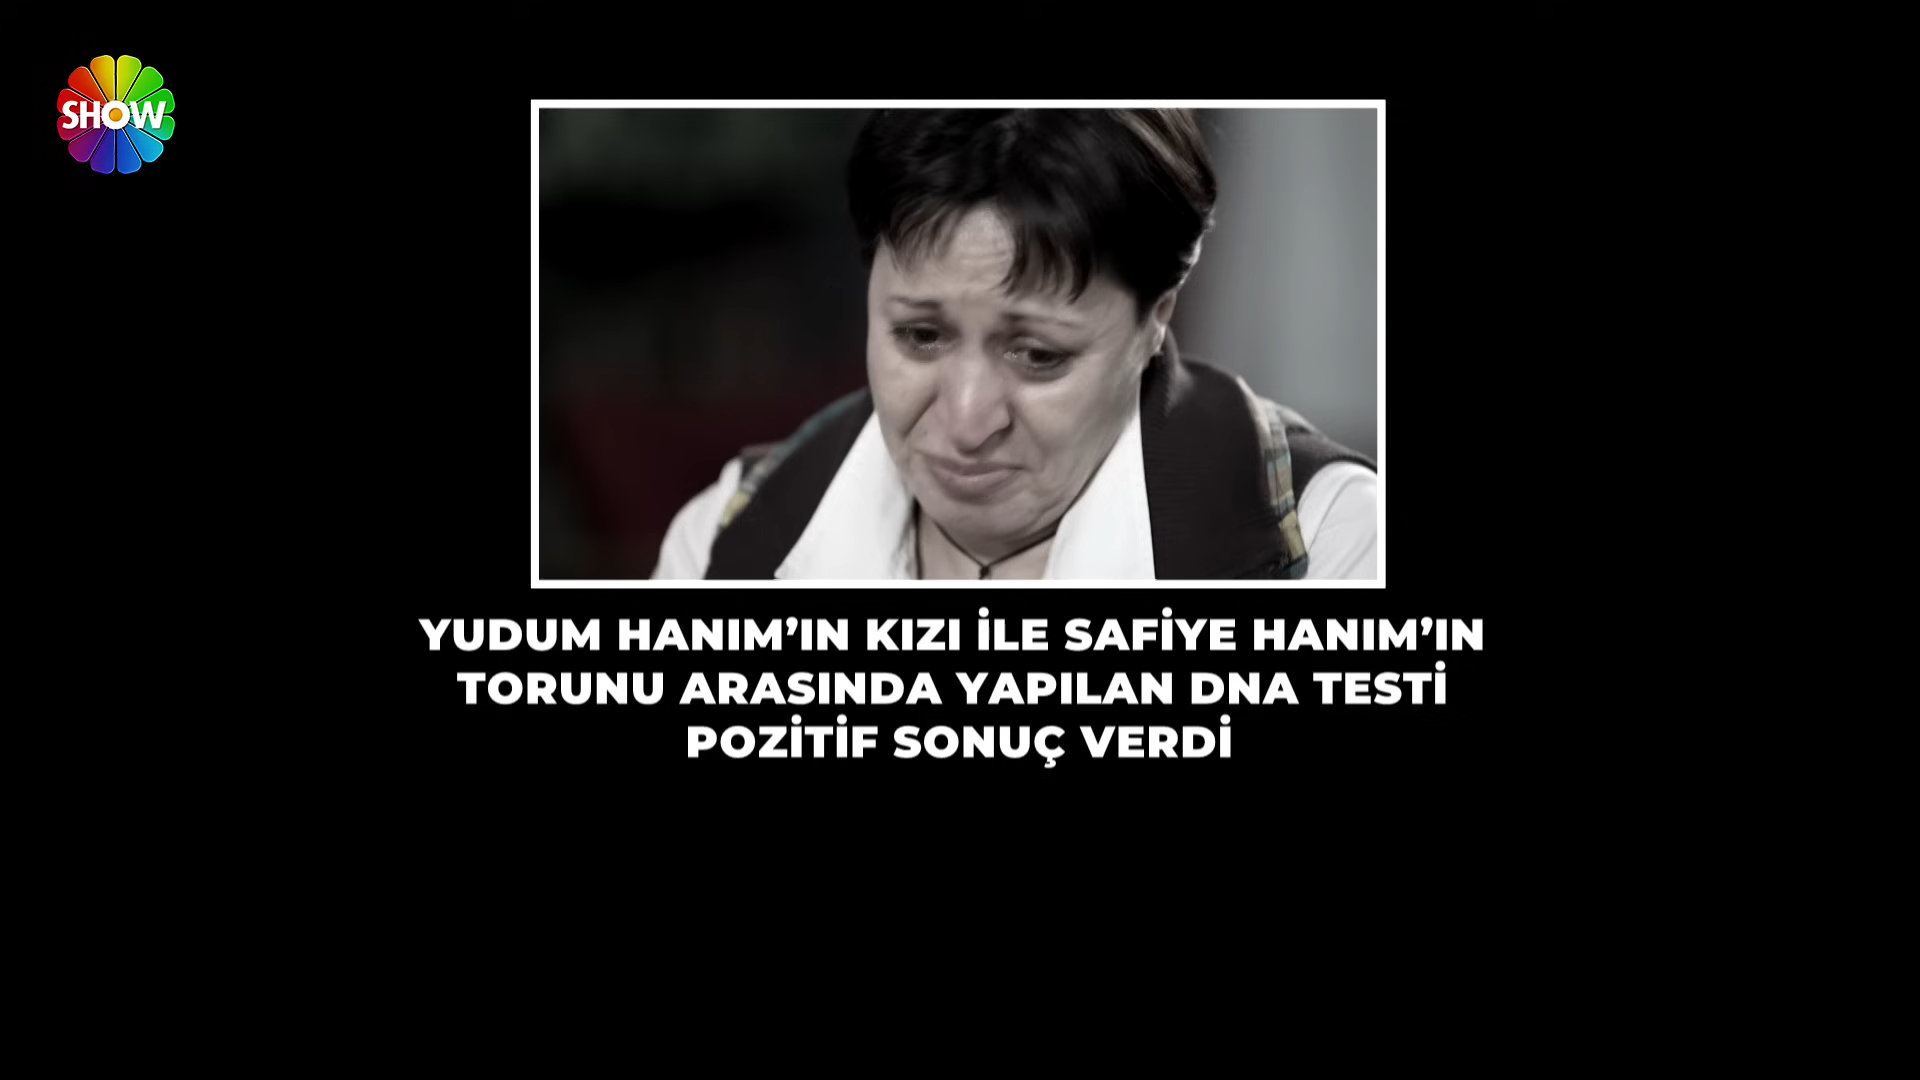 SHOW
YUDUM HANIM’IN KIZI İLE SAFİYE HANIM’IN
TORUNU ARASINDA YAPILAN DNA TESTİ
POZİTİF SONUÇ VERDİ